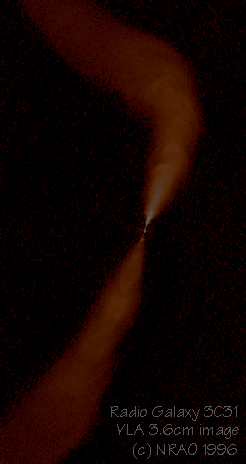 Radio Galaxy 3C31
VLA 3.6cm image
(c) NRAO 1996